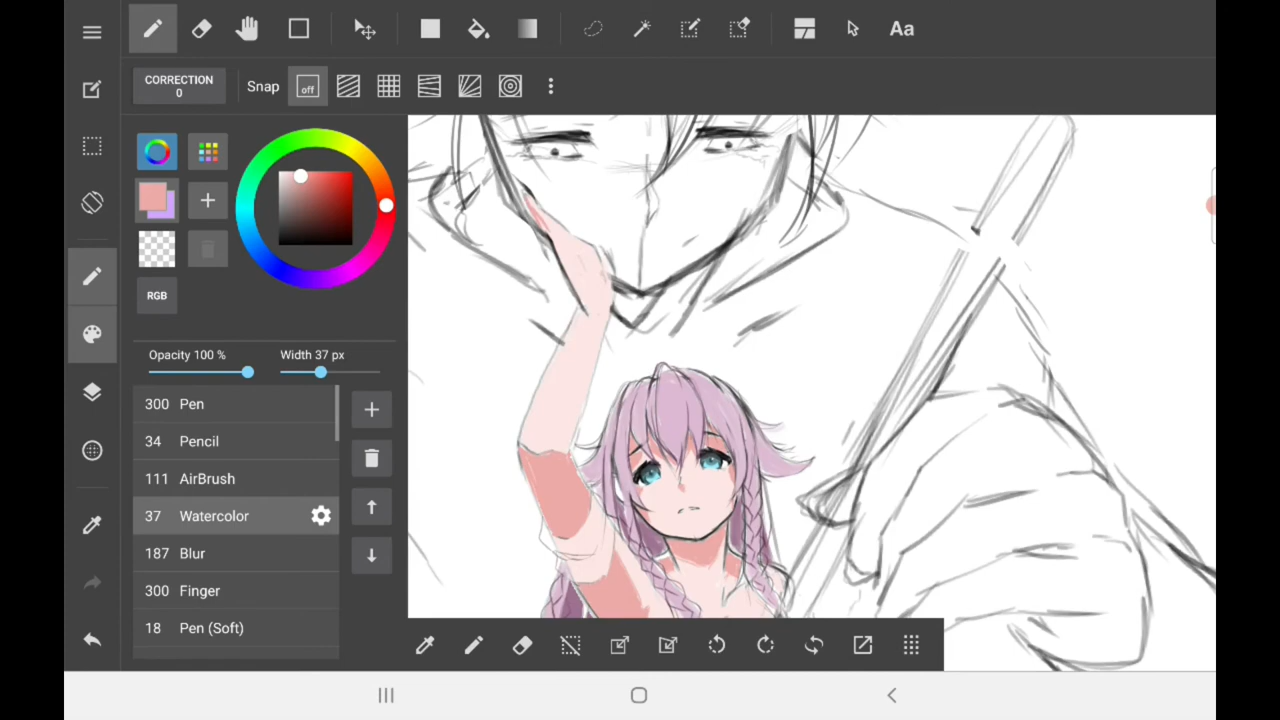 Aa
CORRECTION
0
Snap
off
RGB
Opacity 100 %
Width 37 px
300 Pen
34 Pencil
111 AirBrush
37 Watercolor
187 Blur
300 Finger
18 Pen (Soft)